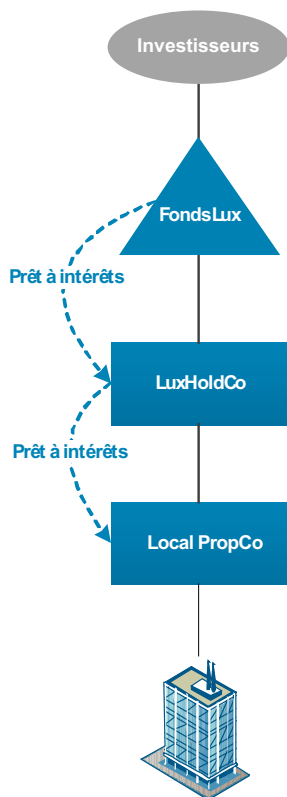 Investisseurs
FondsLux
Prêt à intérêts
LuxHoldCo
Prêt à intérêts
Local PropCo